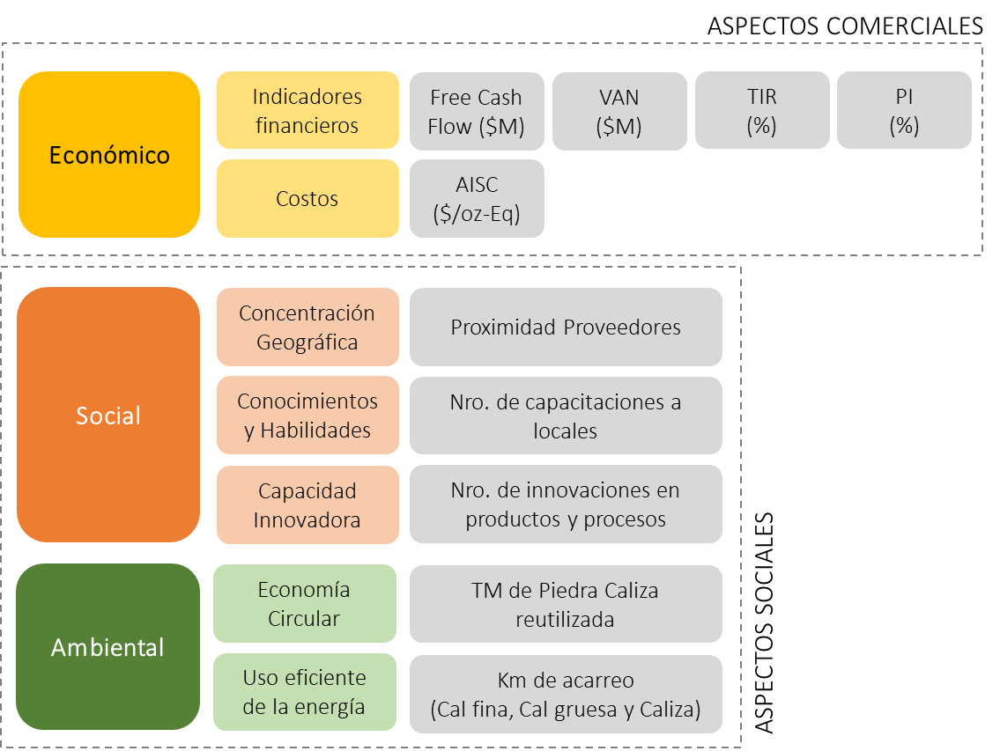 ASPECTOS COMERCIALES
Económico
Indicadores
financieros
Free Cash
Flow ($M)
VAN
($M)
TIR
(%)
PI
(%)
Costos
AISC
($/oz-Eq)
Social
Concentración
Geográfica
Proximidad Proveedores
Conocimientos
y Habilidades
Nro. de capacitaciones a
locales
Capacidad
Innovadora
Nro. de innovaciones en
productos y procesos
Ambiental
Economía
Circular
TM de Piedra Caliza
reutilizada
Uso eficiente
de la energía
Km de acarreo
(Cal fina, Cal gruesa y Caliza)
ASPECTOS SOCIALES